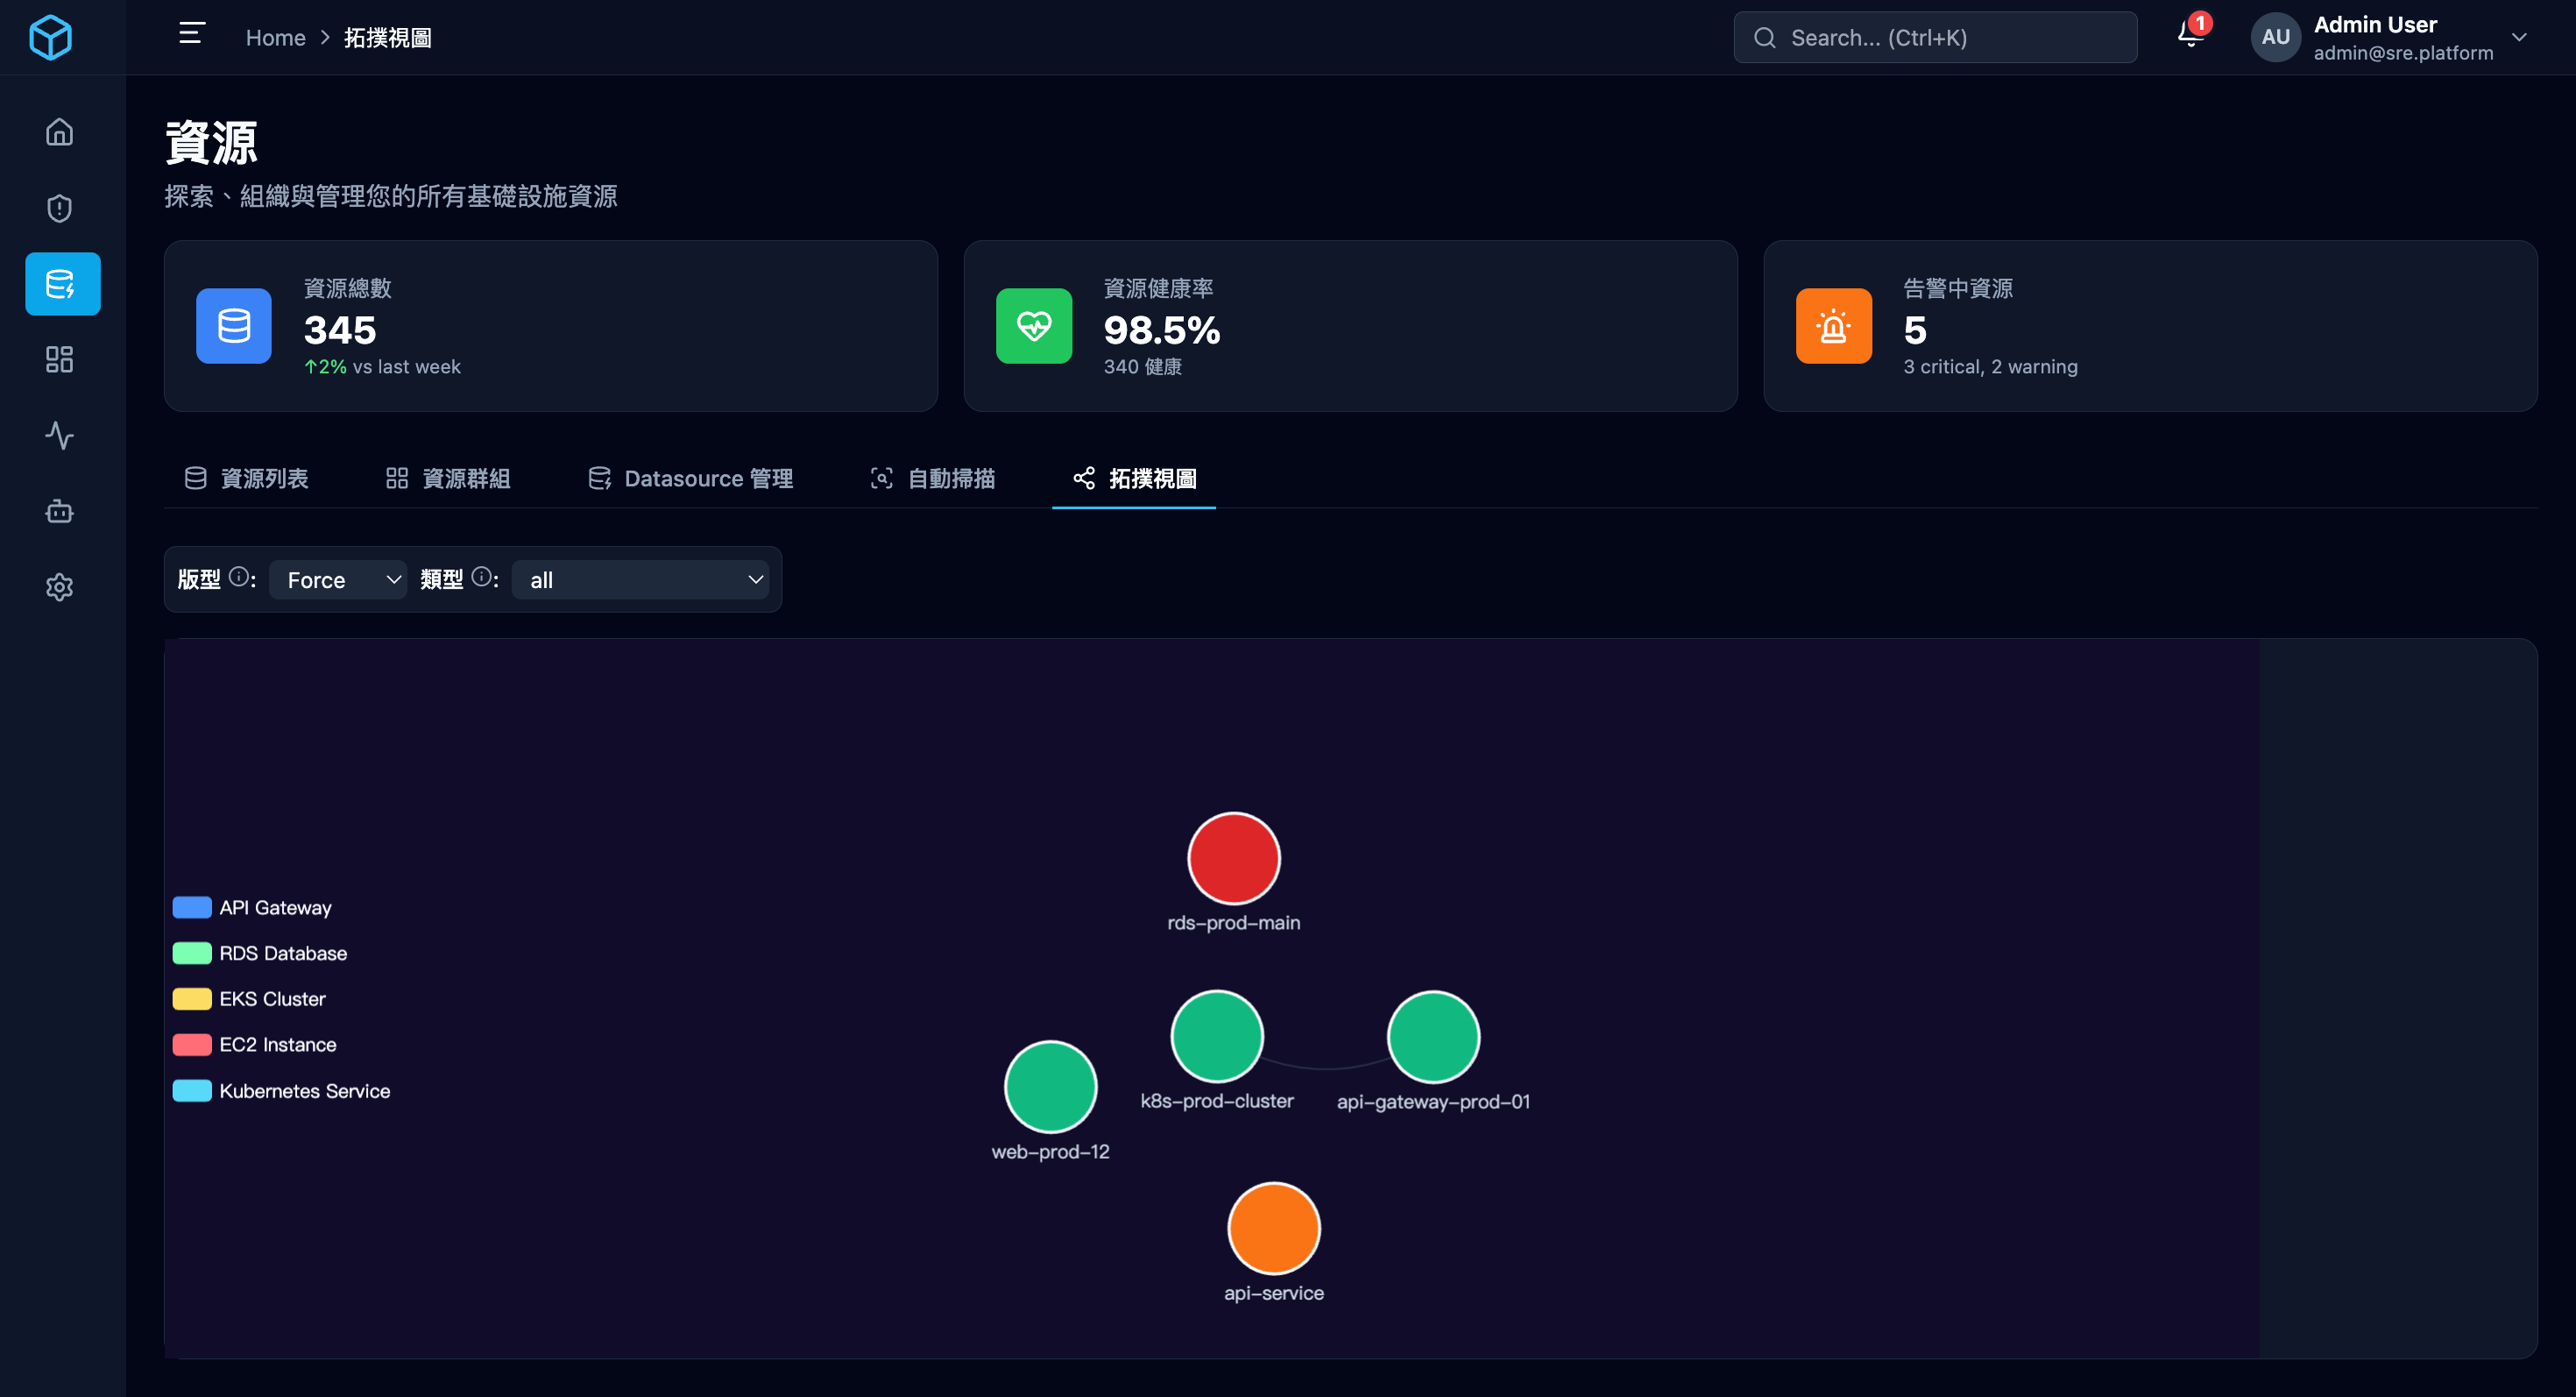 Home > 拓撲視圖
Search... (Ctrl+K)
1
AU
Admin User
admin@sre.platform
資源
探索、組織與管理您的所有基礎設施資源
資源總數
345
↑2% vs last week
資源健康率
98.5%
340 健康
告警中資源
5
3 critical, 2 warning
資源列表
資源群組
Datasource 管理
自動掃描
拓撲視圖
版型 :
Force
類型 :
all
API Gateway
RDS Database
EKS Cluster
EC2 Instance
Kubernetes Service
rds-prod-main
k8s-prod-cluster
api-gateway-prod-01
web-prod-12
api-service